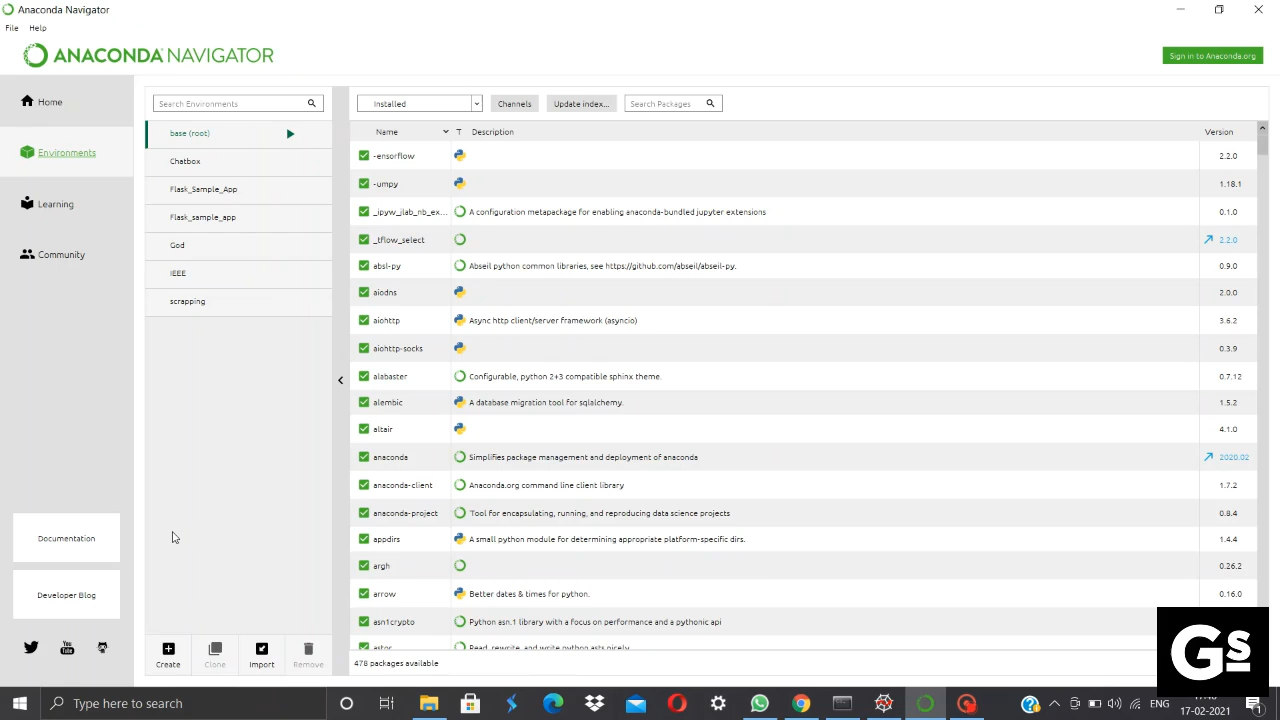 Anaconda Navigator
File Help
ANACONDA NAVIGATOR
Sign in to Anaconda.org
Home
Environments
Learning
Community
Documentation
Developer Blog
Search Environments
base (root)
Chatbox
Flask_Sample_App
Flask_sample_app
God
IEEE
scrapping
Create Clone Import Remove
Installed Channels Update index... Search Packages
Name T Description Version
-ensorflow 2.2.0
-umpy 1.18.1
_ipyw_jlab_nb_ex... A configuration metapackage for enabling anaconda-bundled jupyter extensions 0.1.0
_tflow_select 2.2.0
absl-py Abseil python common libraries, see https://github.com/abseil/abseil-py. 0.9.0
aiodns 2.0.0
aiohttp Async http client/server framework (asyncio) 3.6.2
aiohttp-socks 0.3.9
alabaster Configurable, python 2+3 compatible sphinx theme. 0.7.12
alembic A database migration tool for sqlalchemy. 1.5.2
altair 4.1.0
anaconda Simplifies package management and deployment of anaconda 2020.02
anaconda-client Anaconda.org command line client library 1.7.2
anaconda-project Tool for encapsulating, running, and reproducing data science projects 0.8.4
appdirs A small python module for determining appropriate platform-specific dirs. 1.4.4
argh 0.26.2
arrow Better dates & times for python. 0.16.0
asn1crypto Python asn.1 library with a focus on performance and a pythonic api
astor Read, rewrite, and write python asts nicely
478 packages available
Gs
Type here to search
ENG
17-02-2021